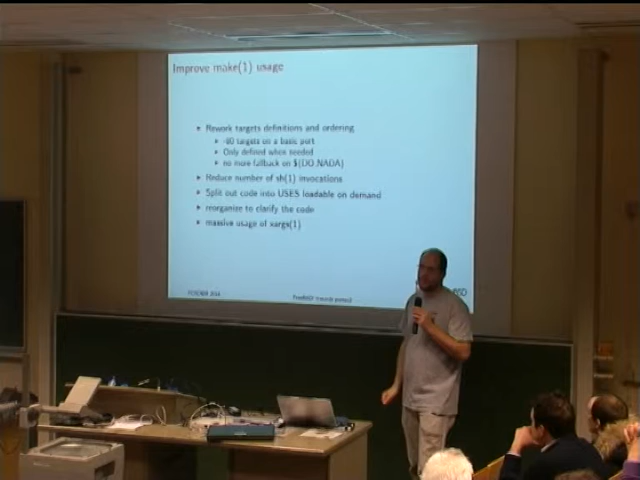 Improve make(1) usage
Rework targets definitions and ordering
-80 targets on a basic port
Only defined when needed
no more fallback on ${DO_NADA}
Reduce number of sh(1) invocations
Split out code into USES loadable on demand
reorganize to clarify the code
massive usage of xargs(1)
FOSDEM 2014
FreeBSD